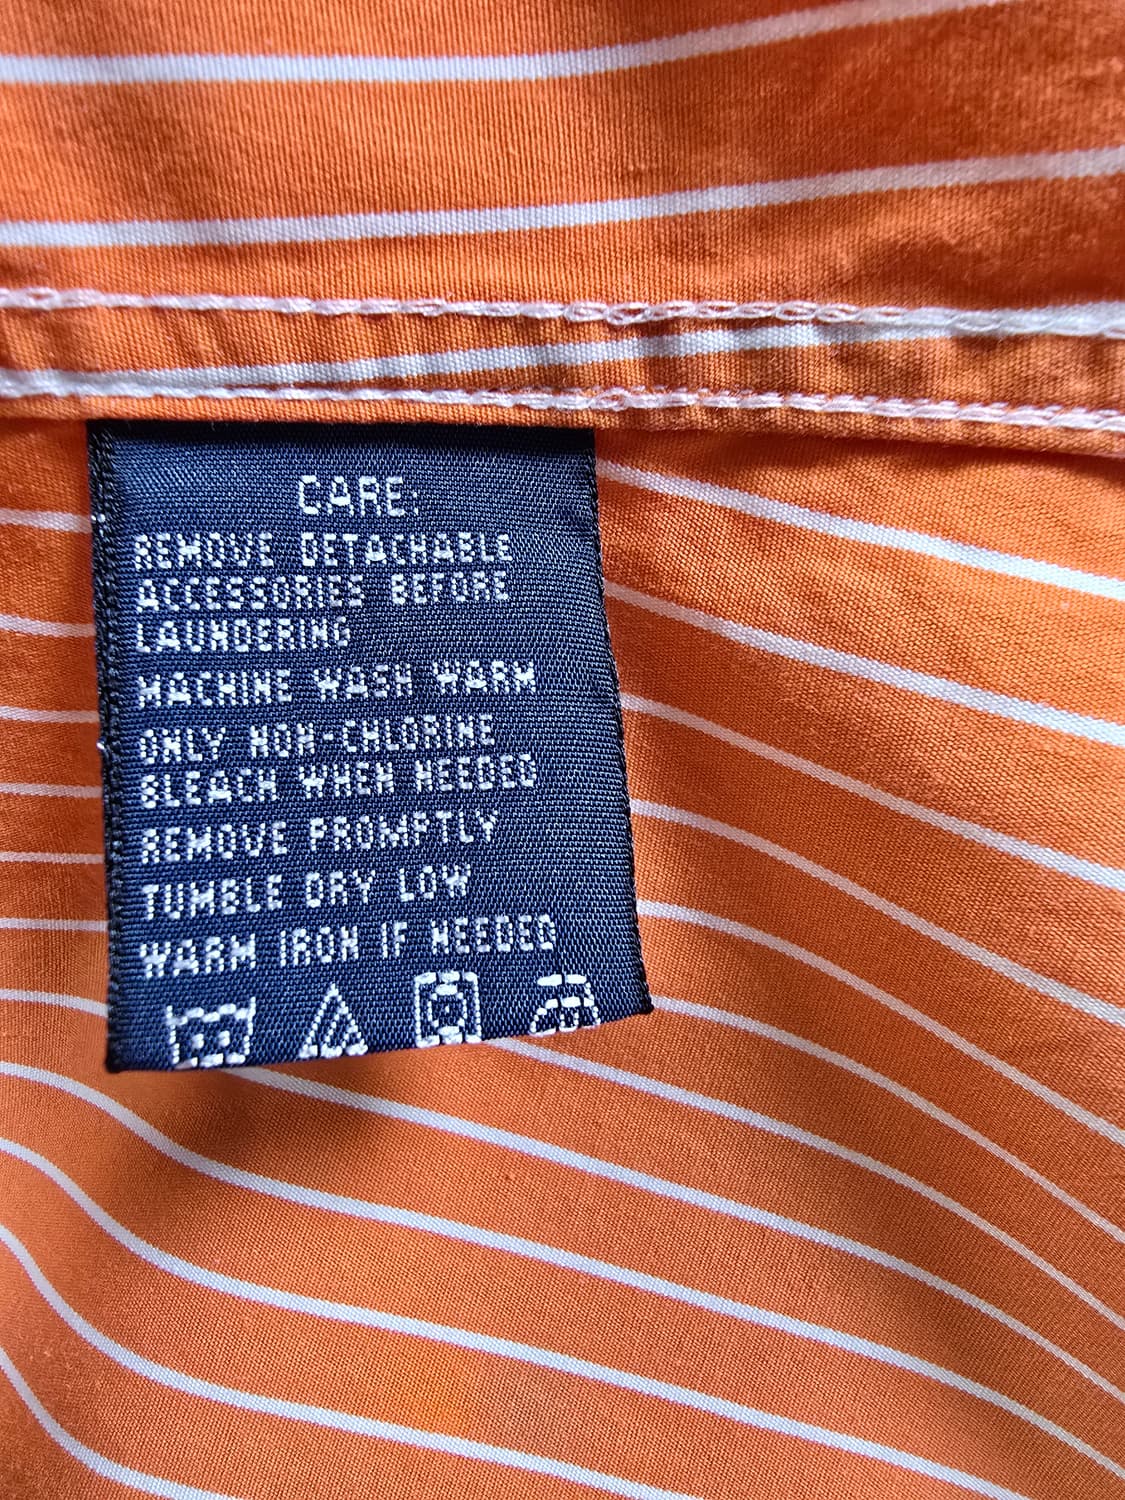 CARE:
REMOVE DETACHABLE
ACCESSORIES BEFORE
LAUNDERING
MACHINE WASH WARM
ONLY NON-CHLORINE
BLEACH WHEN NEEDED
REMOVE PROMPTLY
TUMBLE DRY LOW
WARM IRON IF NEEDED